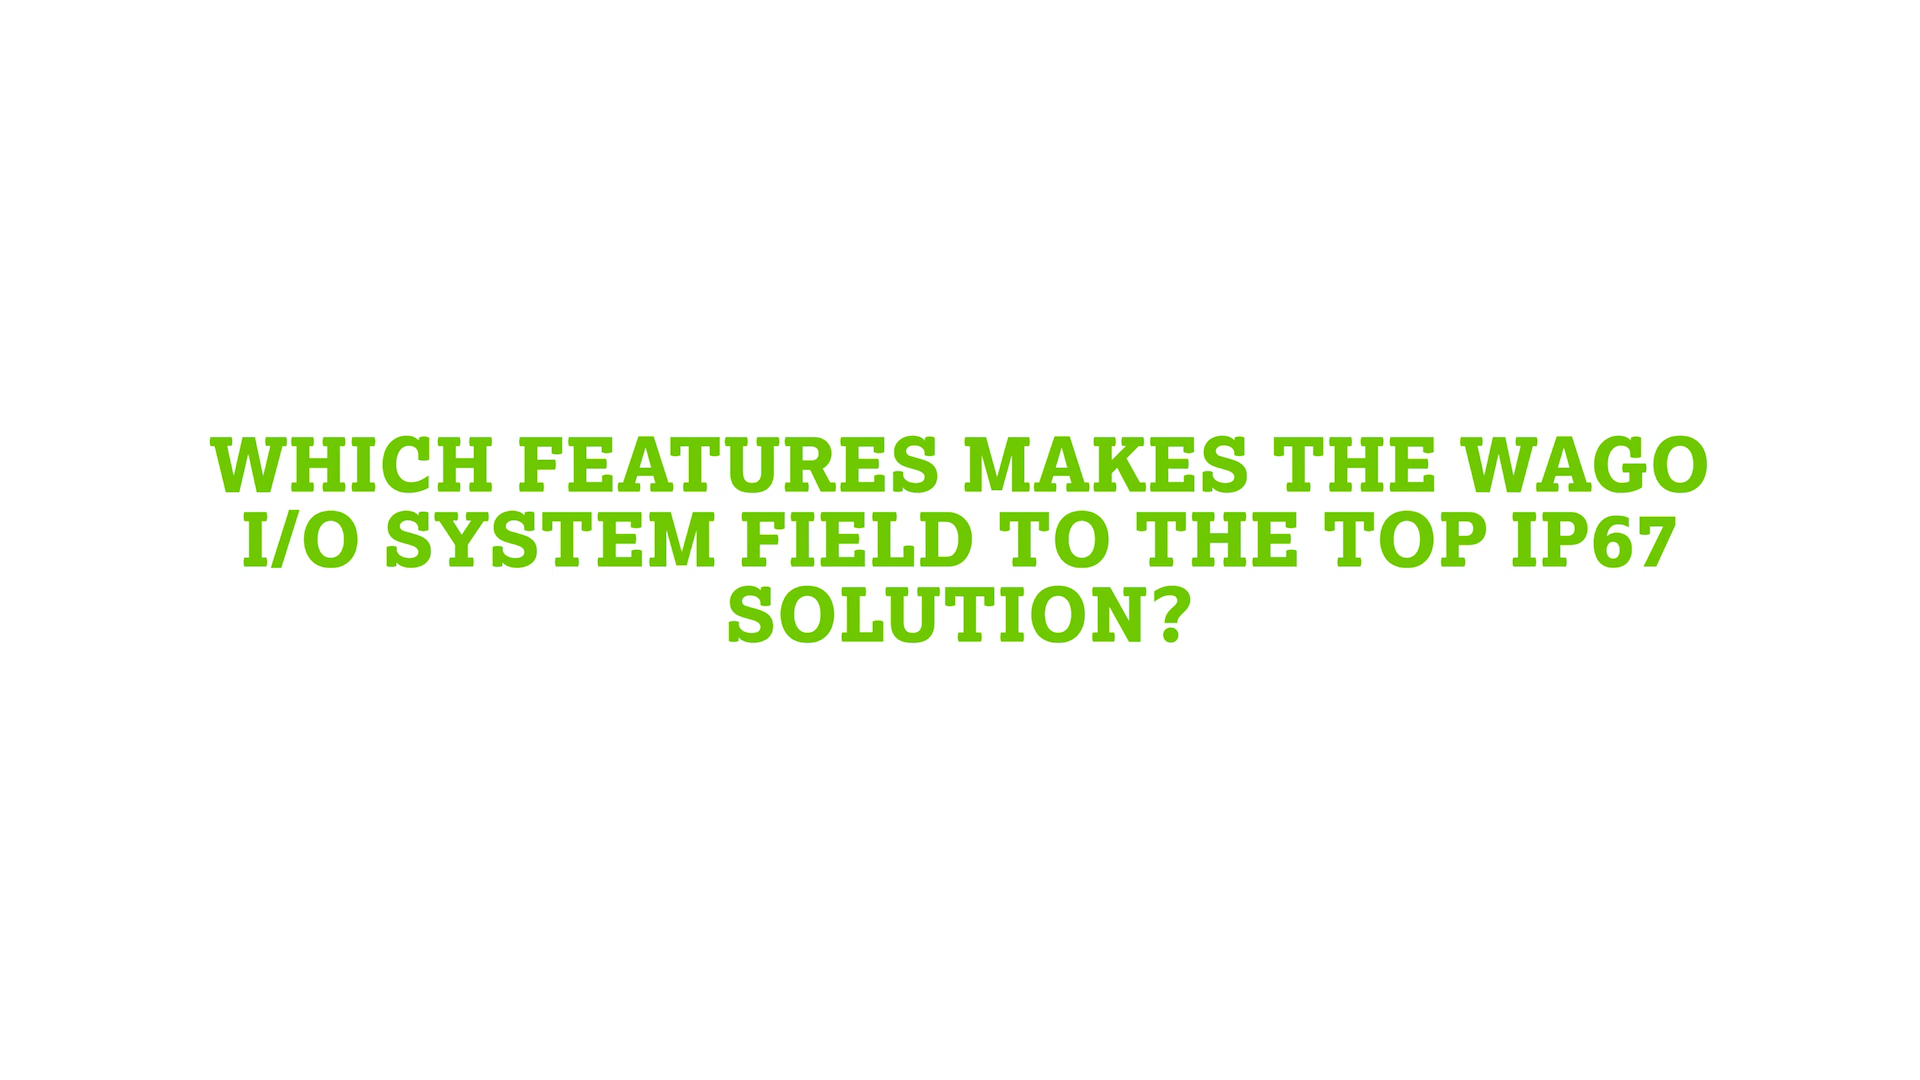 WHICH FEATURES MAKES THE WAGO
I/O SYSTEM FIELD TO THE TOP IP67
SOLUTION?